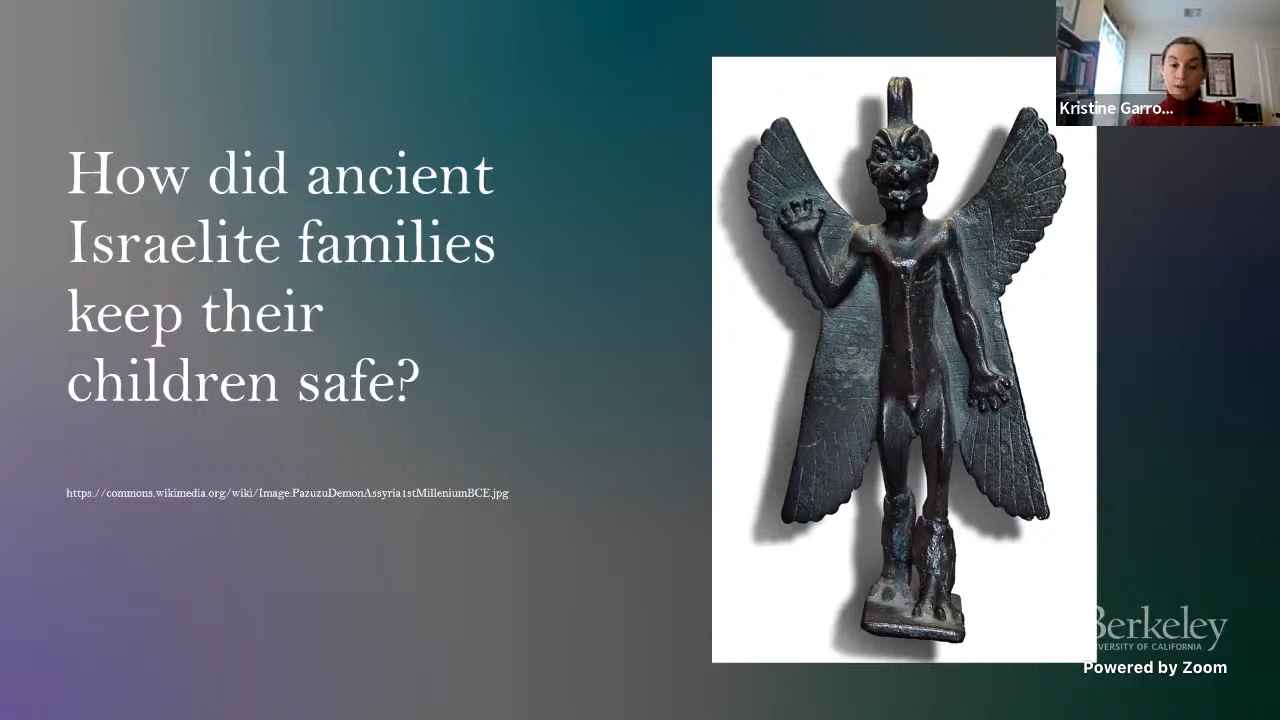 How did ancient
Israelite families
keep their
children safe?
https://commons.wikimedia.org/wiki/Image:PazuzuDemonAssyria1stMilleniumBCE.jpg
Kristine Garro...
Berkeley
UNIVERSITY OF CALIFORNIA
Powered by Zoom